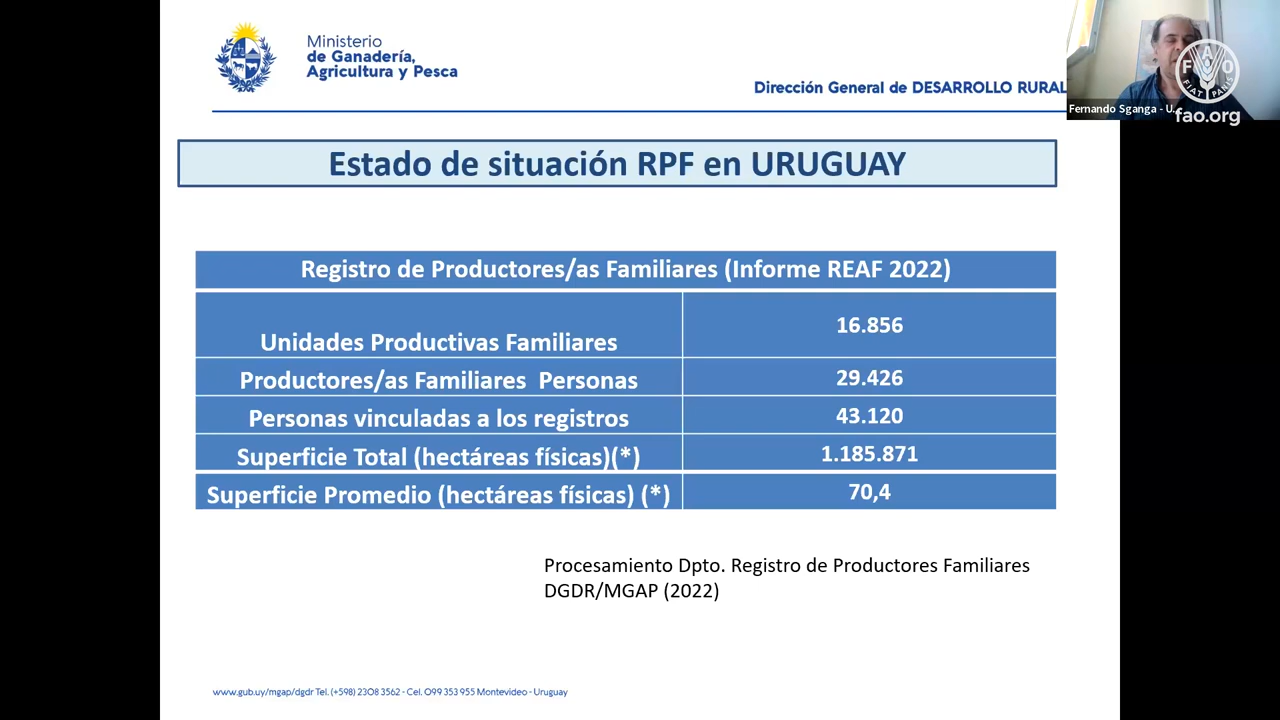 Ministerio
de Ganadería,
Agricultura y Pesca
Dirección General de DESARROLLO RURAL
Fernando Sganga - U...
FAO
FIAT PANIS
fao.org
Estado de situación RPF en URUGUAY
Registro de Productores/as Familiares (Informe REAF 2022)
Unidades Productivas Familiares 16.856
Productores/as Familiares Personas 29.426
Personas vinculadas a los registros 43.120
Superficie Total (hectáreas físicas)(*) 1.185.871
Superficie Promedio (hectáreas físicas) (*) 70,4
Procesamiento Dpto. Registro de Productores Familiares
DGDR/MGAP (2022)
www.gub.uy/mgap/dgdr Tel. (+598) 2308 3562 - Cel. 099 353 955 Montevideo - Uruguay